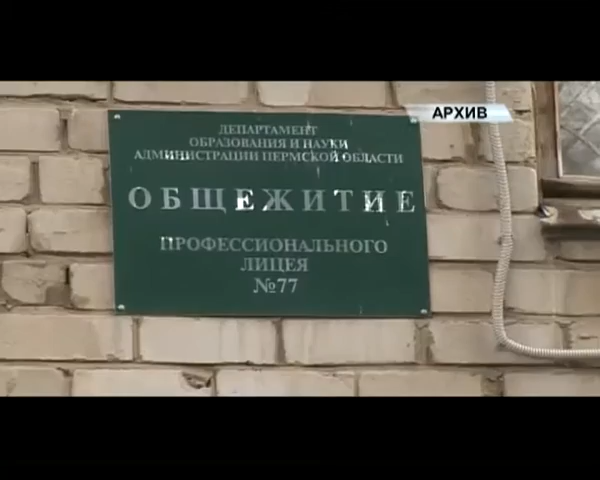 АРХИВ
ДЕПАРТАМЕНТ
ОБРАЗОВАНИЯ И НАУКИ
АДМИНИСТРАЦИИ ПЕРМСКОЙ ОБЛАСТИ
ОБЩЕЖИТИЕ
ПРОФЕССИОНАЛЬНОГО
ЛИЦЕЯ
№77